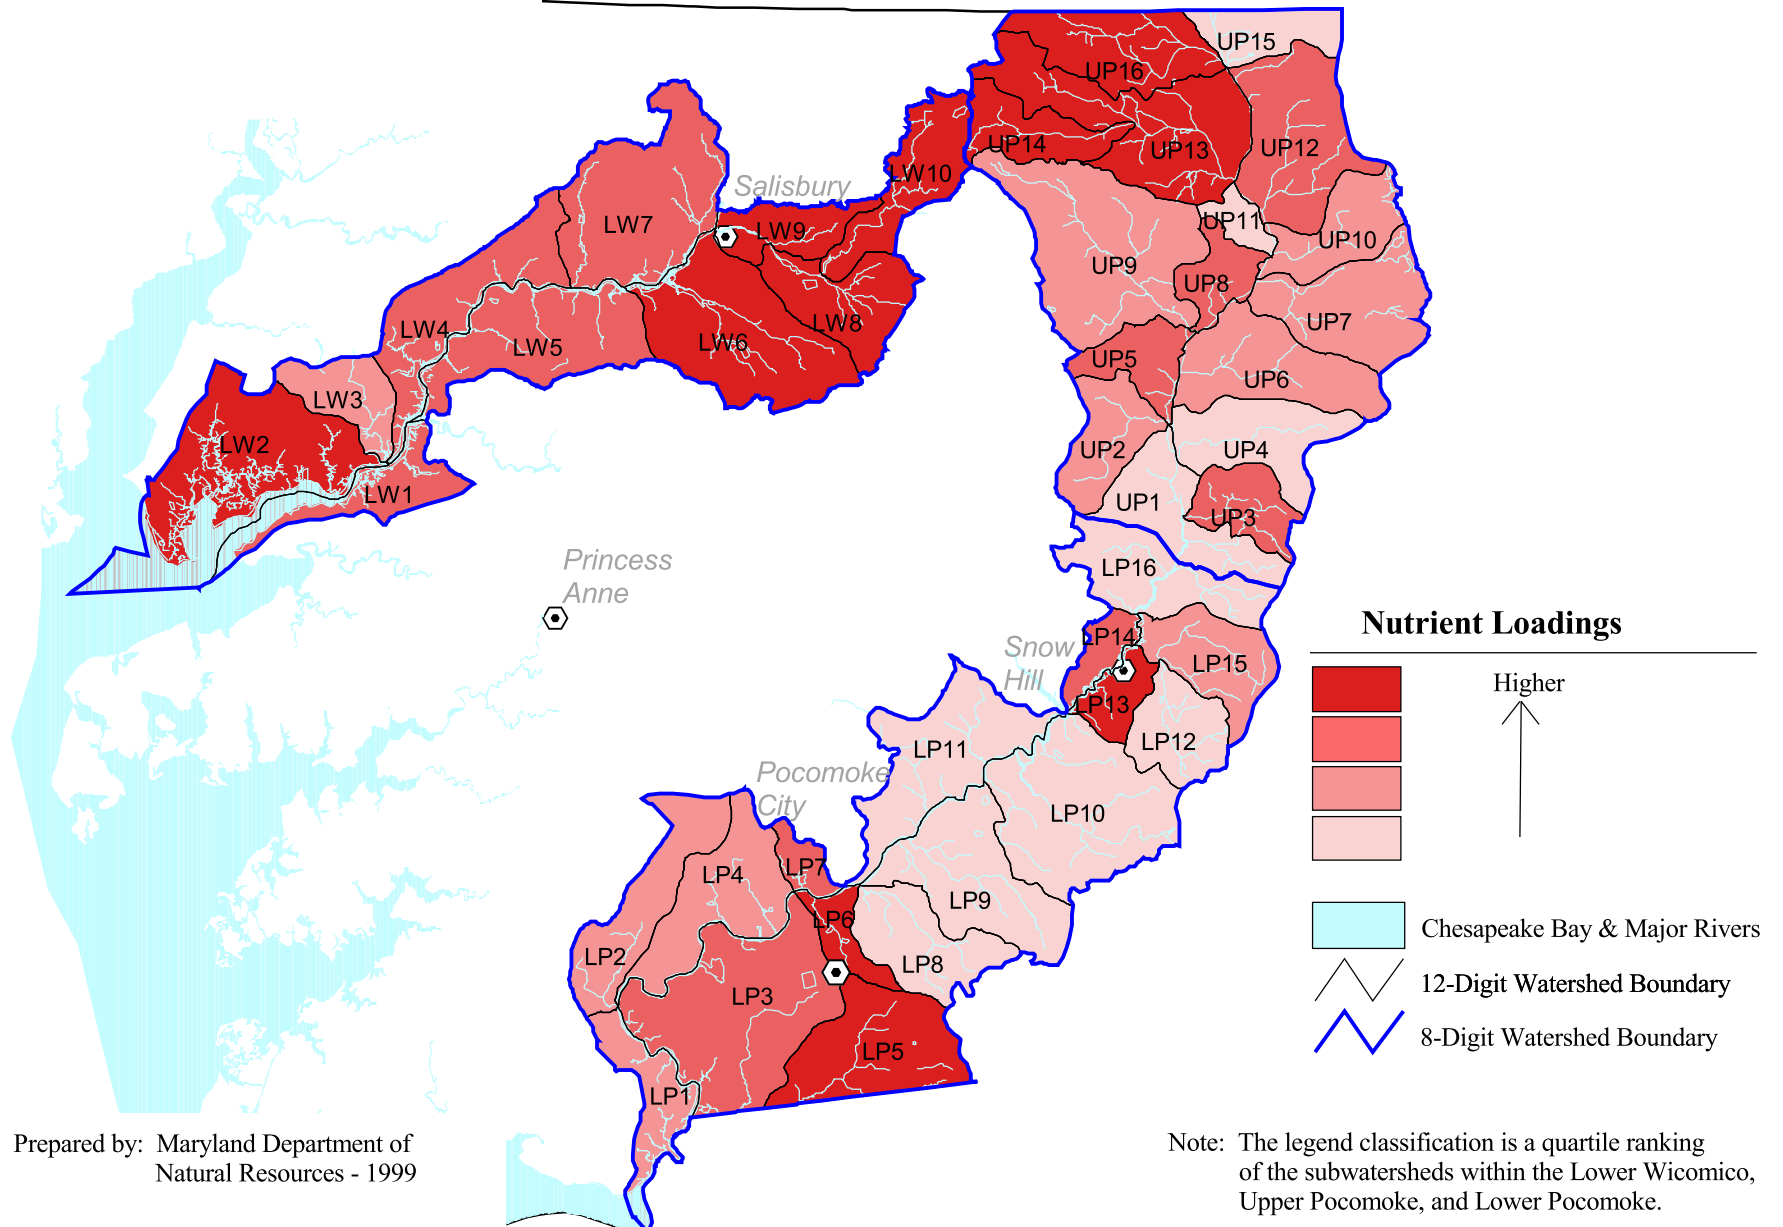 UP15
UP16
UP14
UP13
UP12
LW10
Salisbury
LW7
LW9
UP11
UP10
UP9
UP8
LW4
LW5
LW6
LW8
UP7
UP5
UP6
LW3
LW2
LW1
UP2
UP4
UP1
UP3
Princess
Anne
LP16
Snow
Hill
LP14
LP15
LP13
LP12
LP11
Pocomoke
City
LP10
LP4
LP7
LP9
LP6
LP2
LP8
LP3
LP5
LP1
Nutrient Loadings
Higher
Chesapeake Bay & Major Rivers
12-Digit Watershed Boundary
8-Digit Watershed Boundary
Prepared by: Maryland Department of
Natural Resources - 1999
Note: The legend classification is a quartile ranking
of the subwatersheds within the Lower Wicomico,
Upper Pocomoke, and Lower Pocomoke.